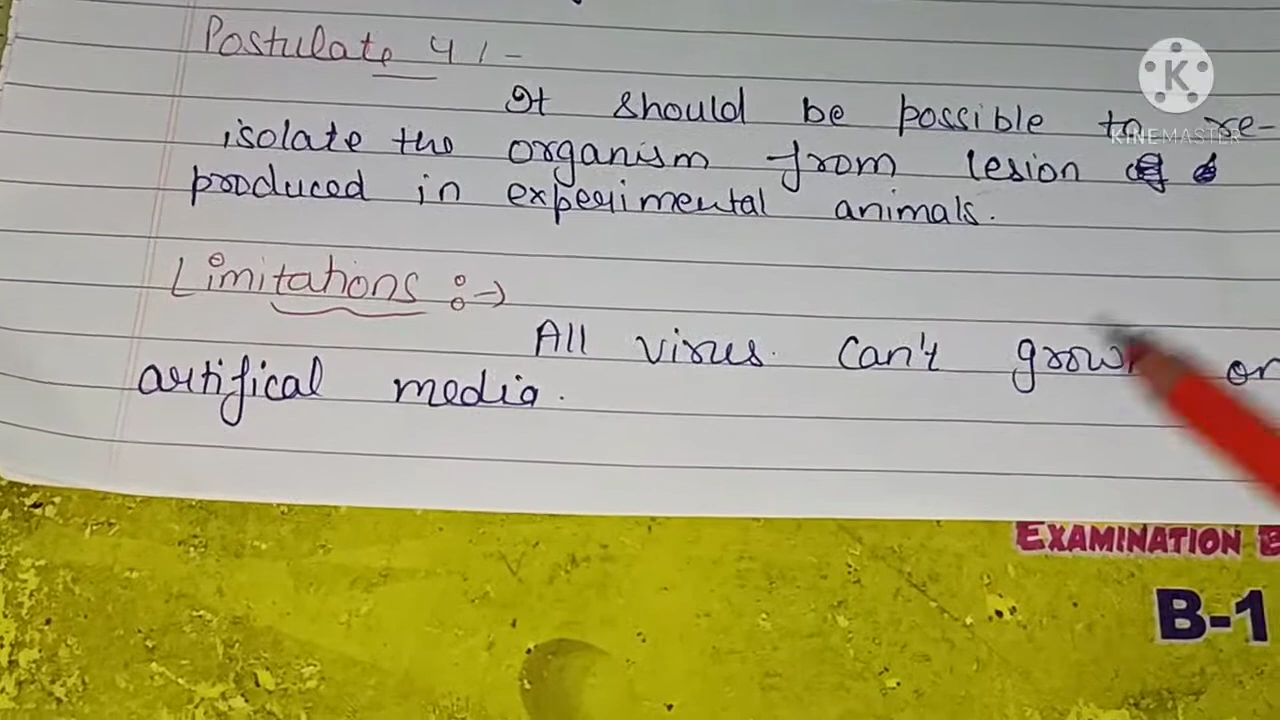 Postulate 4 :-
It should be possible to re-
isolate the organism from lesion
produced in experimental animals.
Limitations :→
All virus can't grow on
artifical media.
KINEMASTER
EXAMINATION
B-1